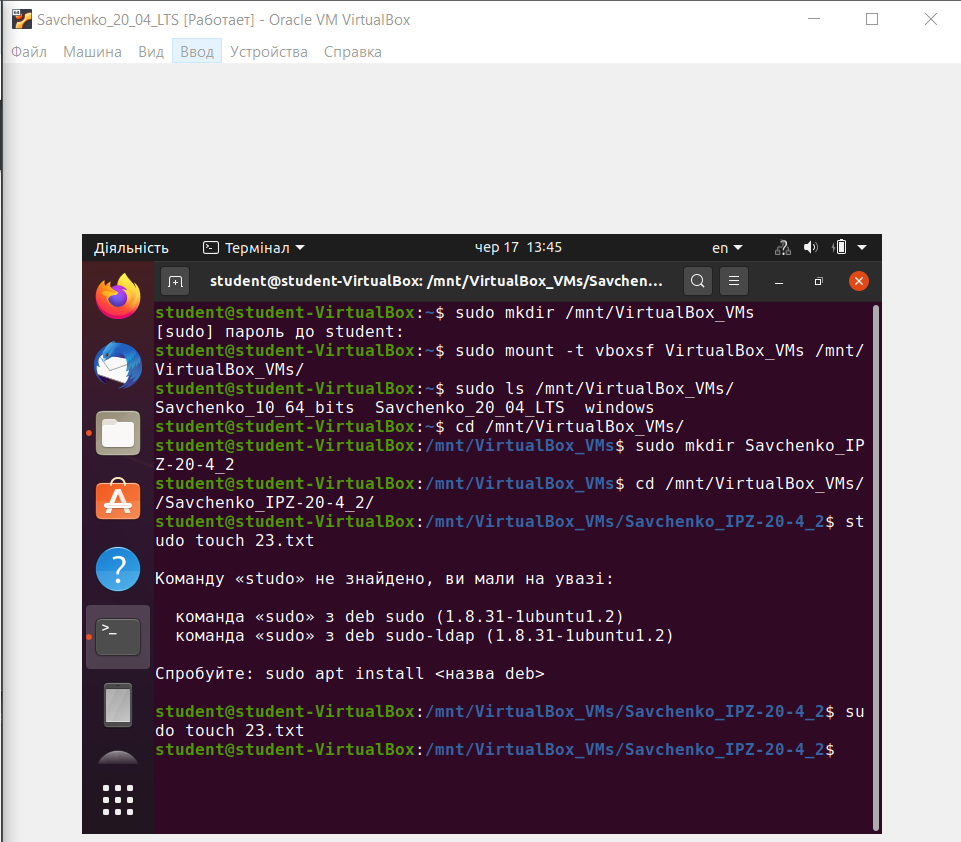 Savchenko_20_04_LTS [Работает] - Oracle VM VirtualBox
Файл Машина Вид Ввод Устройства Справка
Діяльність Термінал чер 17 13:45 en
student@student-VirtualBox: /mnt/VirtualBox_VMs/Savchen...
student@student-VirtualBox:~$ sudo mkdir /mnt/VirtualBox_VMs
[sudo] пароль до student:
student@student-VirtualBox:~$ sudo mount -t vboxsf VirtualBox_VMs /mnt/
VirtualBox_VMs/
student@student-VirtualBox:~$ sudo ls /mnt/VirtualBox_VMs/
Savchenko_10_64_bits  Savchenko_20_04_LTS  windows
student@student-VirtualBox:~$ cd /mnt/VirtualBox_VMs/
student@student-VirtualBox:/mnt/VirtualBox_VMs$ sudo mkdir Savchenko_IP
Z-20-4_2
student@student-VirtualBox:/mnt/VirtualBox_VMs$ cd /mnt/VirtualBox_VMs/
/Savchenko_IPZ-20-4_2/
student@student-VirtualBox:/mnt/VirtualBox_VMs/Savchenko_IPZ-20-4_2$ st
udo touch 23.txt
Команду «studo» не знайдено, ви мали на увазі:
команда «sudo» з deb sudo (1.8.31-1ubuntu1.2)
команда «sudo» з deb sudo-ldap (1.8.31-1ubuntu1.2)
Спробуйте: sudo apt install <назва deb>
student@student-VirtualBox:/mnt/VirtualBox_VMs/Savchenko_IPZ-20-4_2$ su
do touch 23.txt
student@student-VirtualBox:/mnt/VirtualBox_VMs/Savchenko_IPZ-20-4_2$